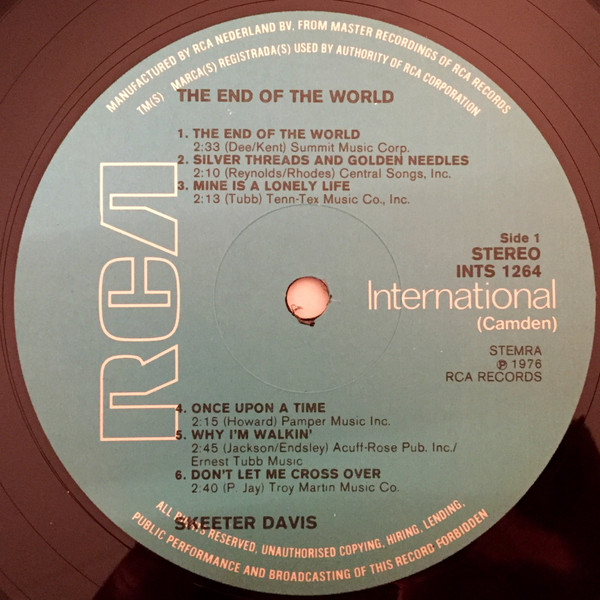 MANUFACTURED BY RCA NEDERLAND BV, FROM MASTER RECORDINGS OF RCA RECORDS
TM(S) MARCA(S) REGISTRADA(S) USED BY AUTHORITY OF RCA CORPORATION
THE END OF THE WORLD
1. THE END OF THE WORLD
2:33 (Dee/Kent) Summit Music Corp.
2. SILVER THREADS AND GOLDEN NEEDLES
2:10 (Reynolds/Rhodes) Central Songs, Inc.
3. MINE IS A LONELY LIFE
2:13 (Tubb) Tenn-Tex Music Co., Inc.
RCA
Side 1
STEREO
INTS 1264
International
(Camden)
STEMRA
℗ 1976
RCA RECORDS
4. ONCE UPON A TIME
2:15 (Howard) Pamper Music Inc.
5. WHY I'M WALKIN'
2:45 (Jackson/Endsley) Acuff-Rose Pub. Inc./
Ernest Tubb Music
6. DON'T LET ME CROSS OVER
2:40 (P. Jay) Troy Martin Music Co.
SKEETER DAVIS
ALL RIGHTS RESERVED, UNAUTHORISED COPYING, HIRING, LENDING,
PUBLIC PERFORMANCE AND BROADCASTING OF THIS RECORD FORBIDDEN